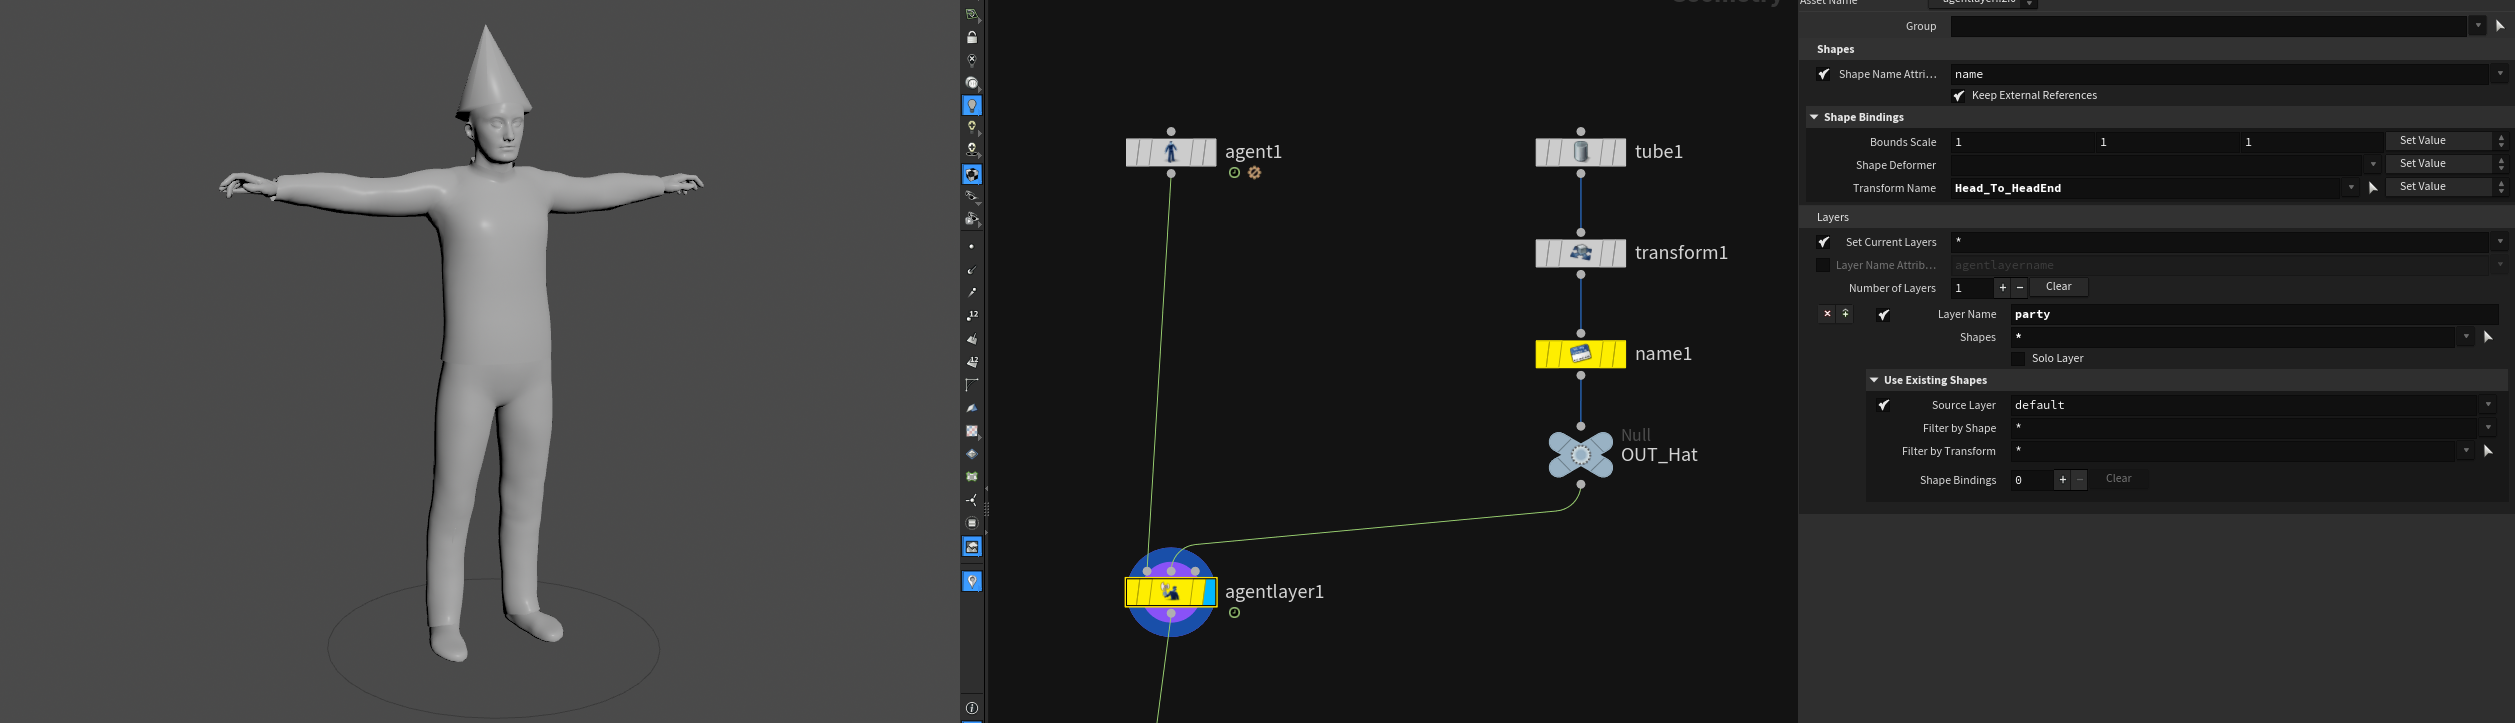 Asset Name
Group
Shapes
Shape Name Attri... name
Keep External References
Shape Bindings
Bounds Scale 1 1 1 Set Value
Shape Deformer Set Value
Transform Name Head_To_HeadEnd Set Value
Layers
Set Current Layers *
Layer Name Attrib... agentlayername
Number of Layers 1 + − Clear
Layer Name party
Shapes *
Solo Layer
Use Existing Shapes
Source Layer default
Filter by Shape *
Filter by Transform *
Shape Bindings 0 + − Clear
agent1
tube1
transform1
name1
Null
OUT_Hat
agentlayer1
12
12